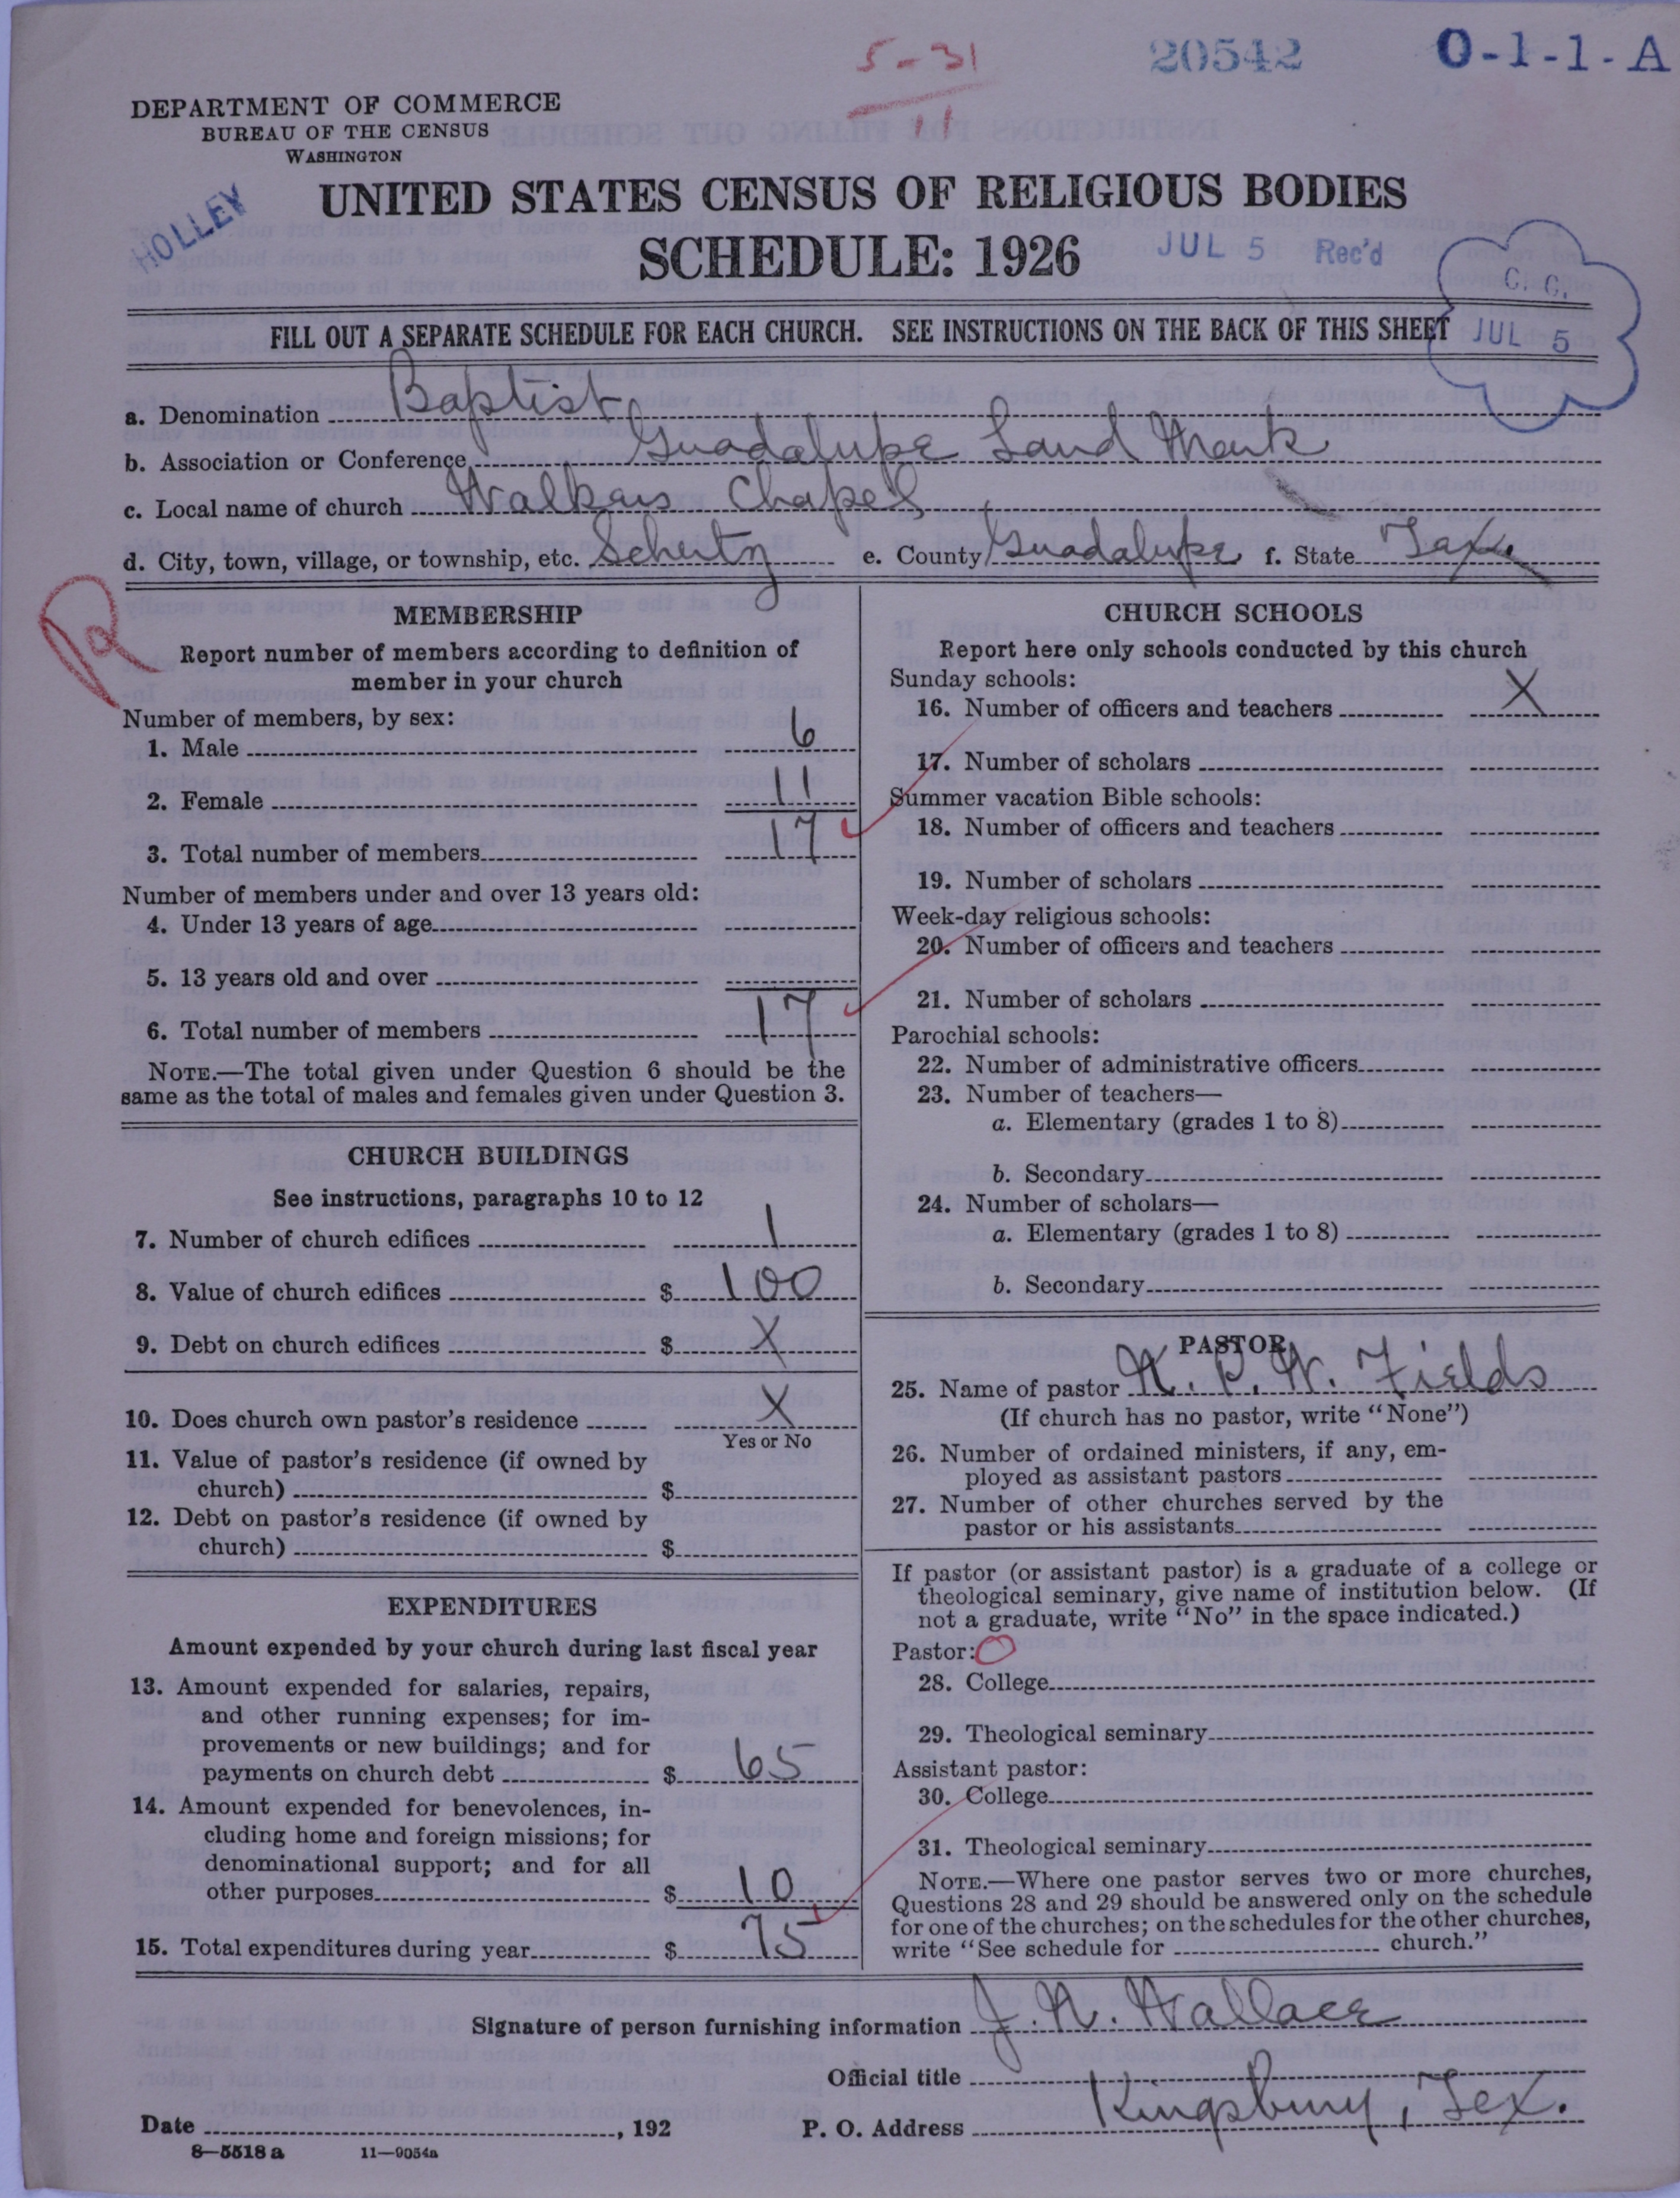 5-31
11
20542
O-1-1-A
DEPARTMENT OF COMMERCE
BUREAU OF THE CENSUS
WASHINGTON
HOLLEY
UNITED STATES CENSUS OF RELIGIOUS BODIES
SCHEDULE: 1926
JUL 5 Rec'd
C. C.
JUL 5
FILL OUT A SEPARATE SCHEDULE FOR EACH CHURCH. SEE INSTRUCTIONS ON THE BACK OF THIS SHEET
a. Denomination Baptist
b. Association or Conference Guadalupe Land Mark
c. Local name of church Walkers Chapel
d. City, town, village, or township, etc. Schertz e. County Guadalupe f. State Tex.
MEMBERSHIP
Report number of members according to definition of
member in your church
Number of members, by sex:
1. Male 6
2. Female 11
3. Total number of members 17
Number of members under and over 13 years old:
4. Under 13 years of age
5. 13 years old and over
6. Total number of members 17
NOTE.—The total given under Question 6 should be the
same as the total of males and females given under Question 3.
CHURCH BUILDINGS
See instructions, paragraphs 10 to 12
7. Number of church edifices 1
8. Value of church edifices $ 100
9. Debt on church edifices $ X
10. Does church own pastor's residence X
Yes or No
11. Value of pastor's residence (if owned by
church) $
12. Debt on pastor's residence (if owned by
church) $
EXPENDITURES
Amount expended by your church during last fiscal year
13. Amount expended for salaries, repairs,
and other running expenses; for im-
provements or new buildings; and for
payments on church debt $ 65
14. Amount expended for benevolences, in-
cluding home and foreign missions; for
denominational support; and for all
other purposes $ 10
15. Total expenditures during year $ 75
CHURCH SCHOOLS
Report here only schools conducted by this church
Sunday schools:
16. Number of officers and teachers X
17. Number of scholars
Summer vacation Bible schools:
18. Number of officers and teachers
19. Number of scholars
Week-day religious schools:
20. Number of officers and teachers
21. Number of scholars
Parochial schools:
22. Number of administrative officers
23. Number of teachers—
a. Elementary (grades 1 to 8)
b. Secondary
24. Number of scholars—
a. Elementary (grades 1 to 8)
b. Secondary
PASTOR
25. Name of pastor P. W. Fields
(If church has no pastor, write "None")
26. Number of ordained ministers, if any, em-
ployed as assistant pastors
27. Number of other churches served by the
pastor or his assistants
If pastor (or assistant pastor) is a graduate of a college or
theological seminary, give name of institution below. (If
not a graduate, write "No" in the space indicated.)
Pastor: O
28. College
29. Theological seminary
Assistant pastor:
30. College
31. Theological seminary
NOTE.—Where one pastor serves two or more churches,
Questions 28 and 29 should be answered only on the schedule
for one of the churches; on the schedules for the other churches,
write "See schedule for church."
Signature of person furnishing information J. N. Wallace
Official title
Date , 192 P. O. Address Kingsbury, Tex.
8—5518 a 11—9054a